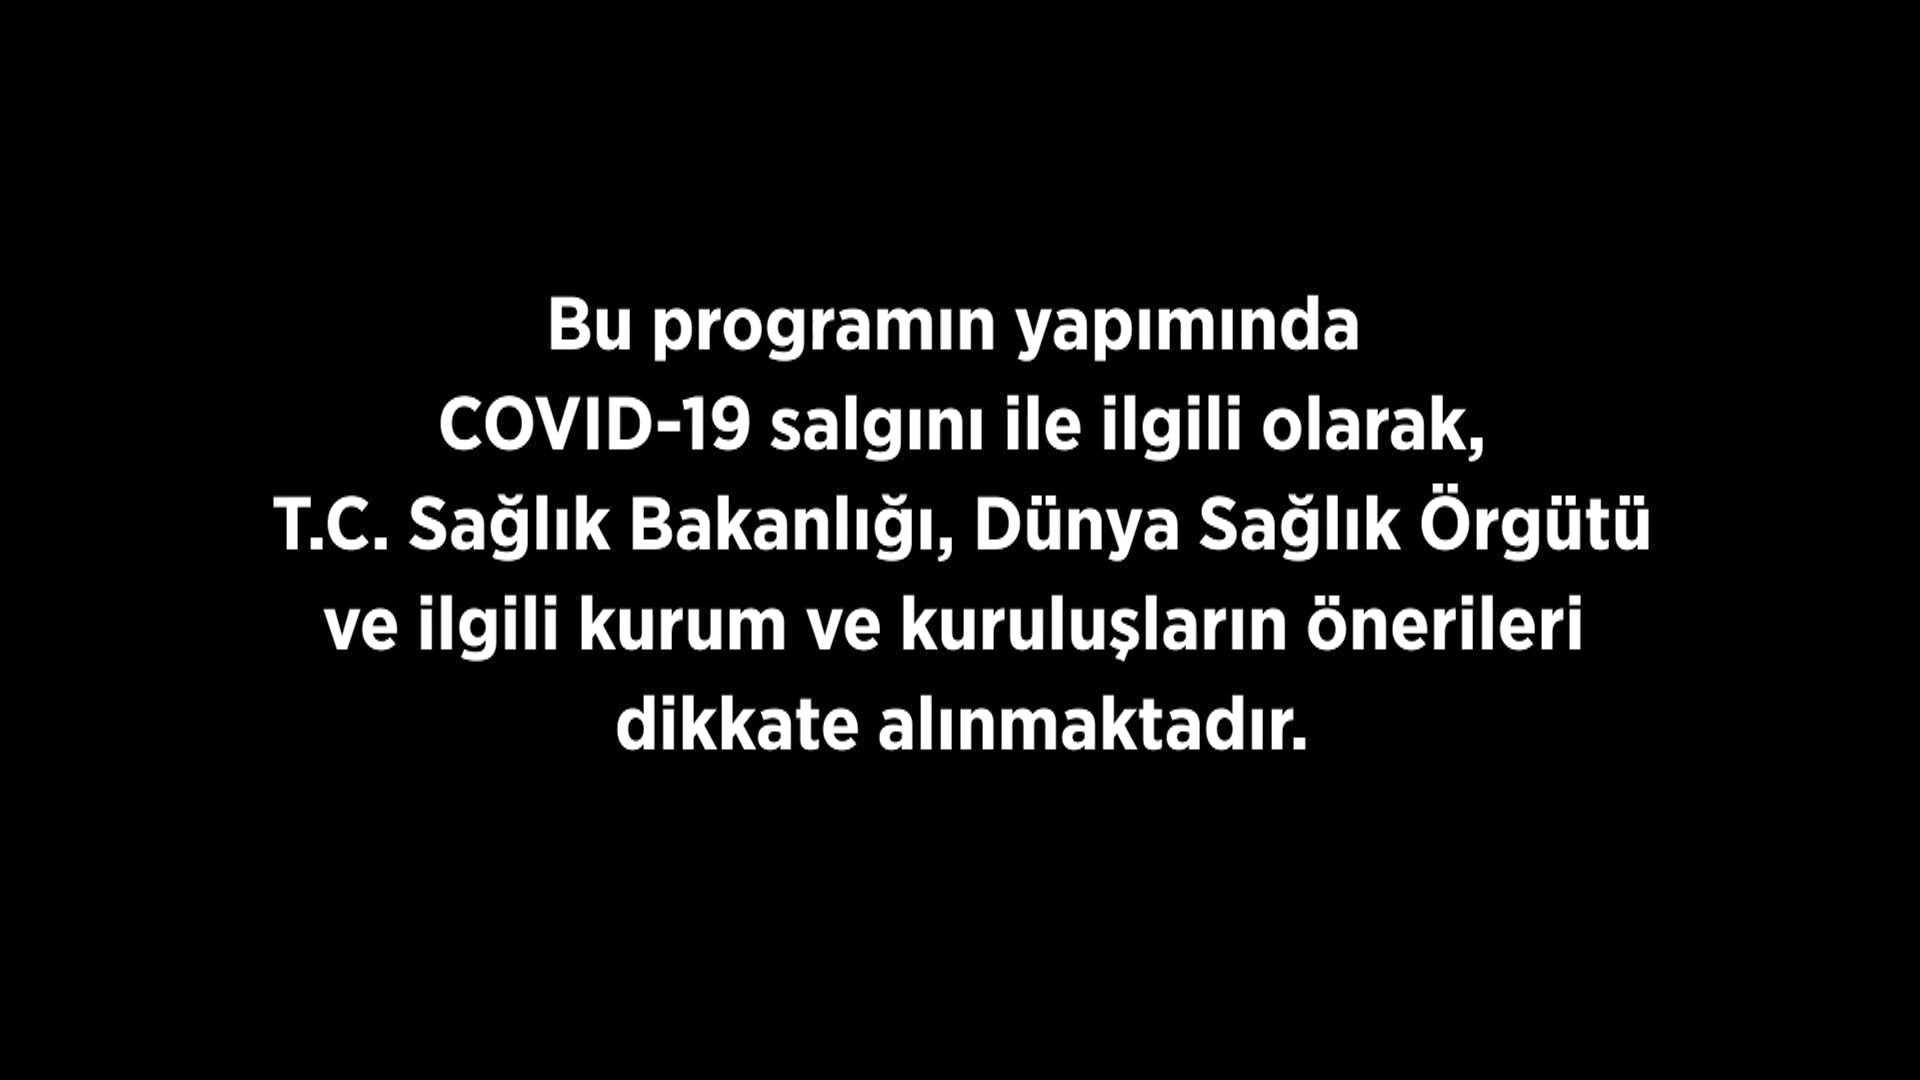 Bu programın yapımında
COVID-19 salgını ile ilgili olarak,
T.C. Sağlık Bakanlığı, Dünya Sağlık Örgütü
ve ilgili kurum ve kuruluşların önerileri
dikkate alınmaktadır.